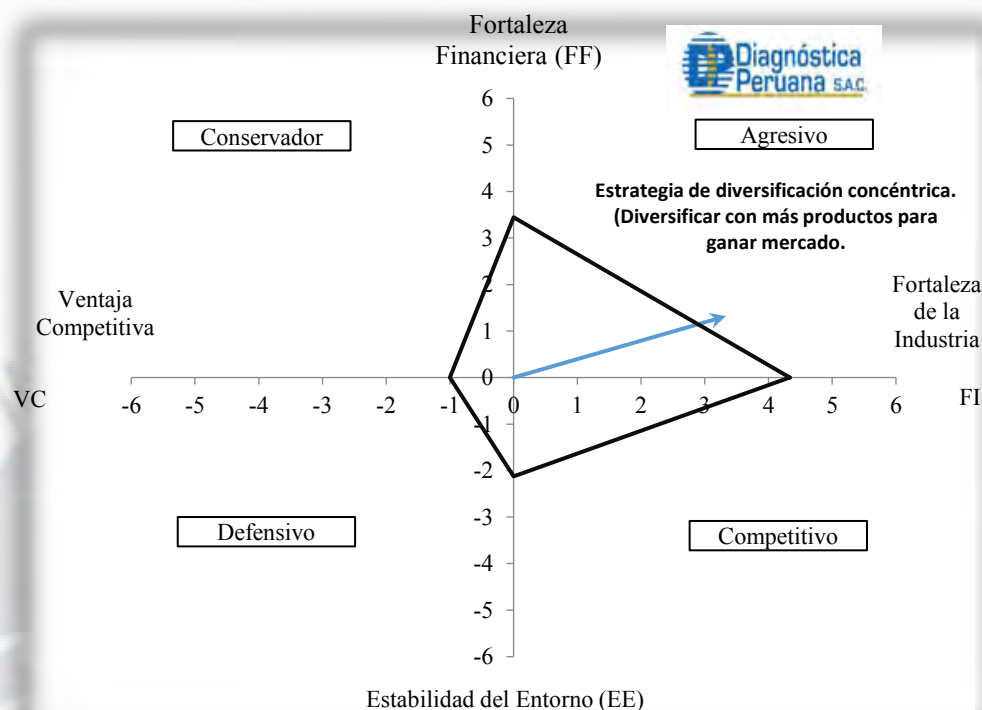 Fortaleza
Financiera (FF)
Diagnóstica
Peruana S.A.C.
Conservador
Agresivo
Estrategia de diversificación concéntrica.
(Diversificar con más productos para
ganar mercado.
Ventaja
Competitiva
Fortaleza
de la
Industria
6
5
4
3
2
1
0
-1
-2
-3
-4
-5
-6
VC
-6 -5 -4 -3 -2 -1 0 1 2 3 4 5 6
FI
Defensivo
Competitivo
Estabilidad del Entorno (EE)